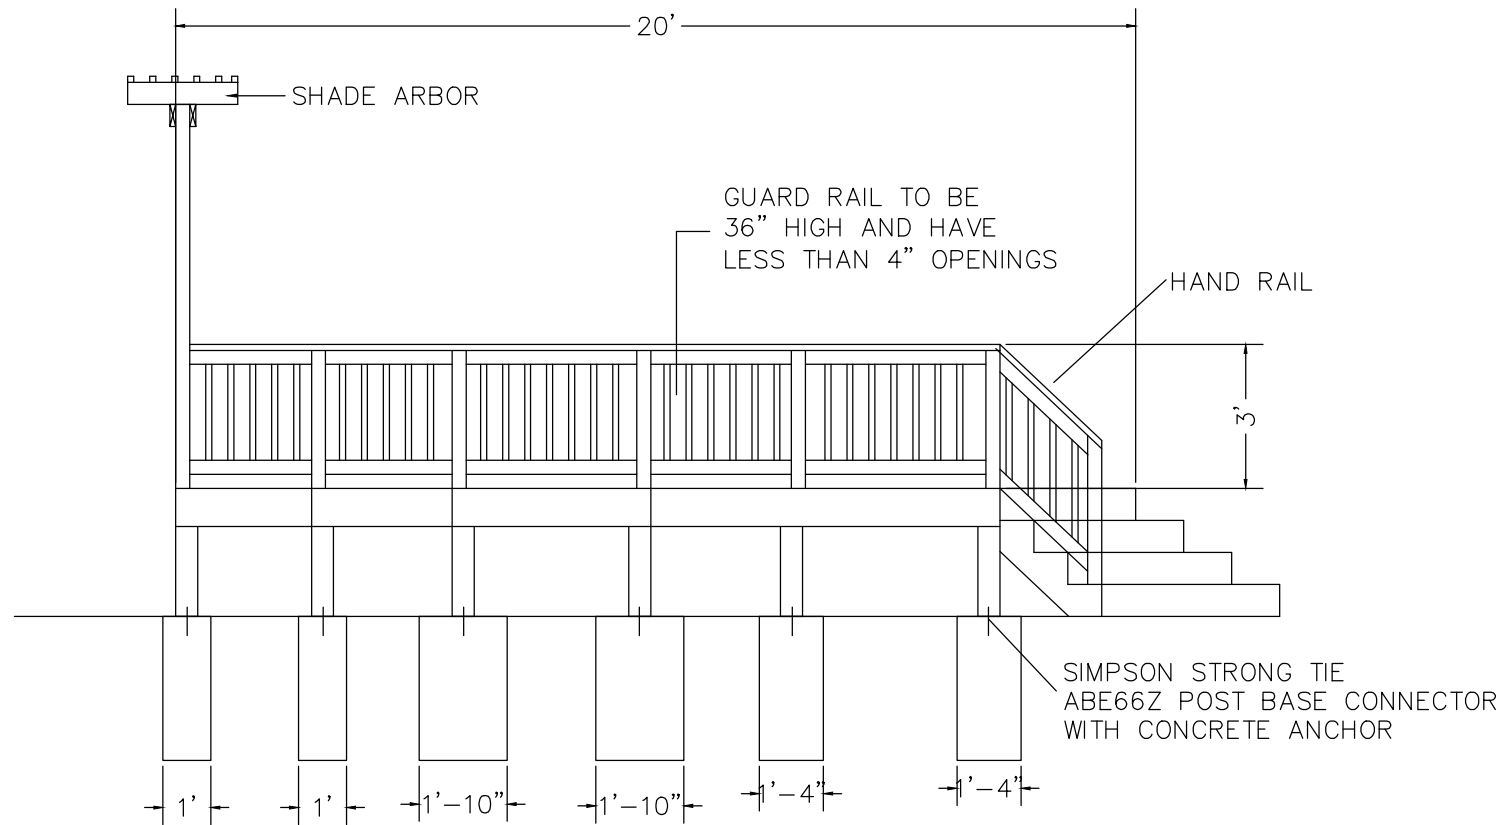 20'
SHADE ARBOR
GUARD RAIL TO BE
36" HIGH AND HAVE
LESS THAN 4" OPENINGS
HAND RAIL
3'
SIMPSON STRONG TIE
ABE66Z POST BASE CONNECTOR
WITH CONCRETE ANCHOR
1'
1'
1'-10"
1'-10"
1'-4"
1'-4"